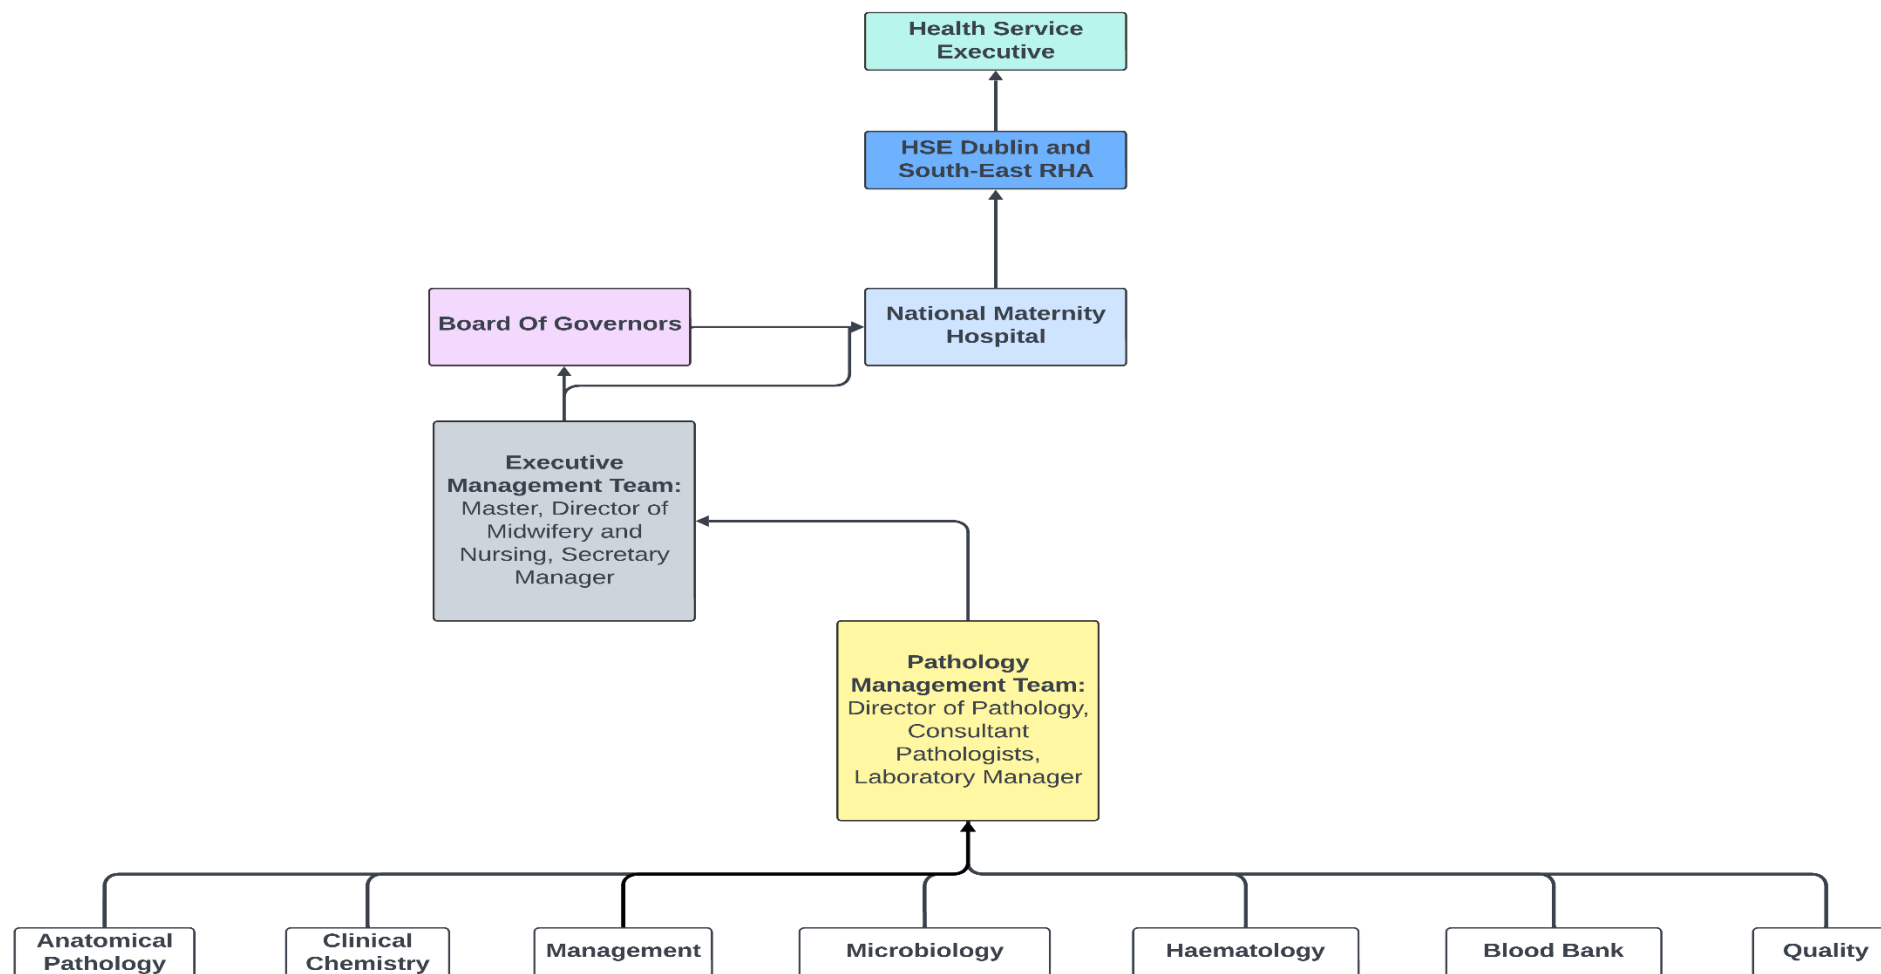 Health Service
Executive
HSE Dublin and
South-East RHA
Board Of Governors
National Maternity
Hospital
Executive
Management Team:
Master, Director of
Midwifery and
Nursing, Secretary
Manager
Pathology
Management Team:
Director of Pathology,
Consultant
Pathologists,
Laboratory Manager
Anatomical
Pathology
Clinical
Chemistry
Management
Microbiology
Haematology
Blood Bank
Quality